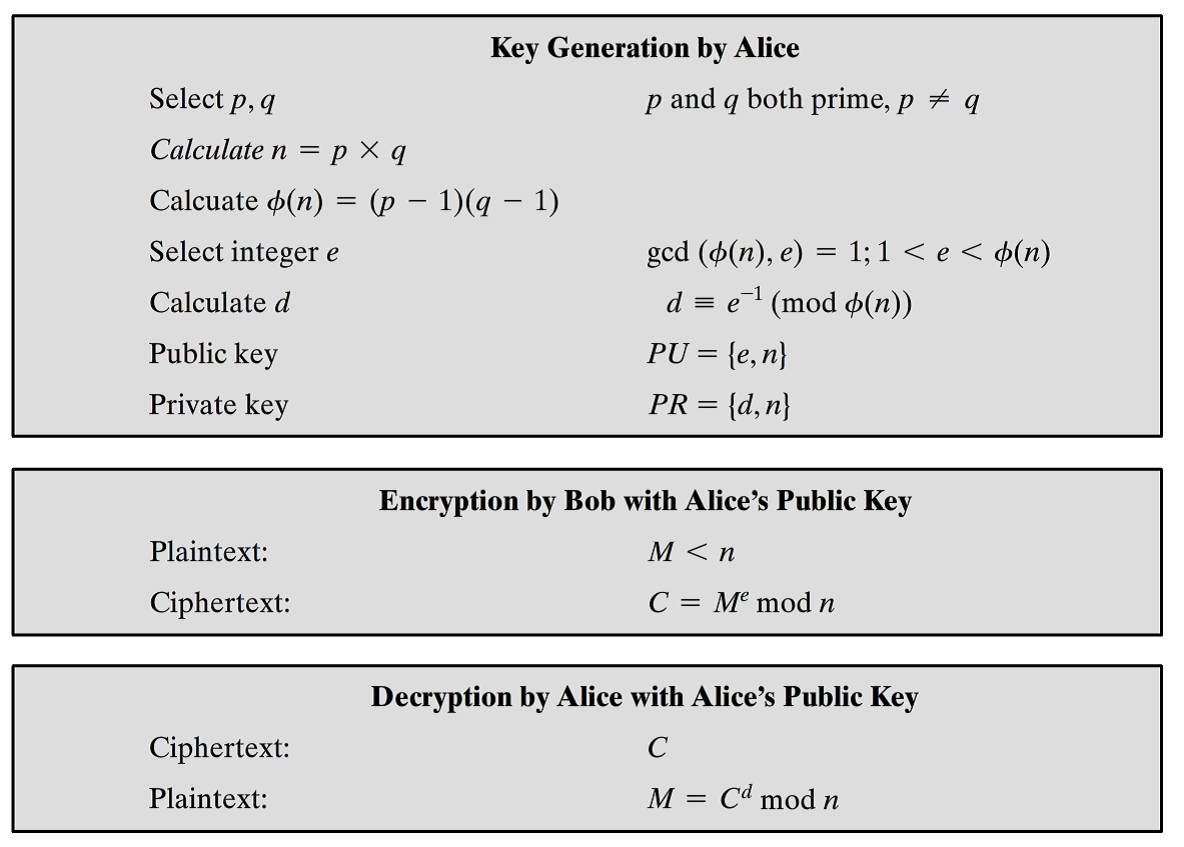 Key Generation by Alice
Select p, q p and q both prime, p ≠ q
Calculate n = p × q
Calcuate ϕ(n) = (p − 1)(q − 1)
Select integer e gcd (ϕ(n), e) = 1; 1 < e < ϕ(n)
Calculate d d ≡ e⁻¹ (mod ϕ(n))
Public key PU = {e, n}
Private key PR = {d, n}
Encryption by Bob with Alice’s Public Key
Plaintext: M < n
Ciphertext: C = Mᵉ mod n
Decryption by Alice with Alice’s Public Key
Ciphertext: C
Plaintext: M = Cᵈ mod n